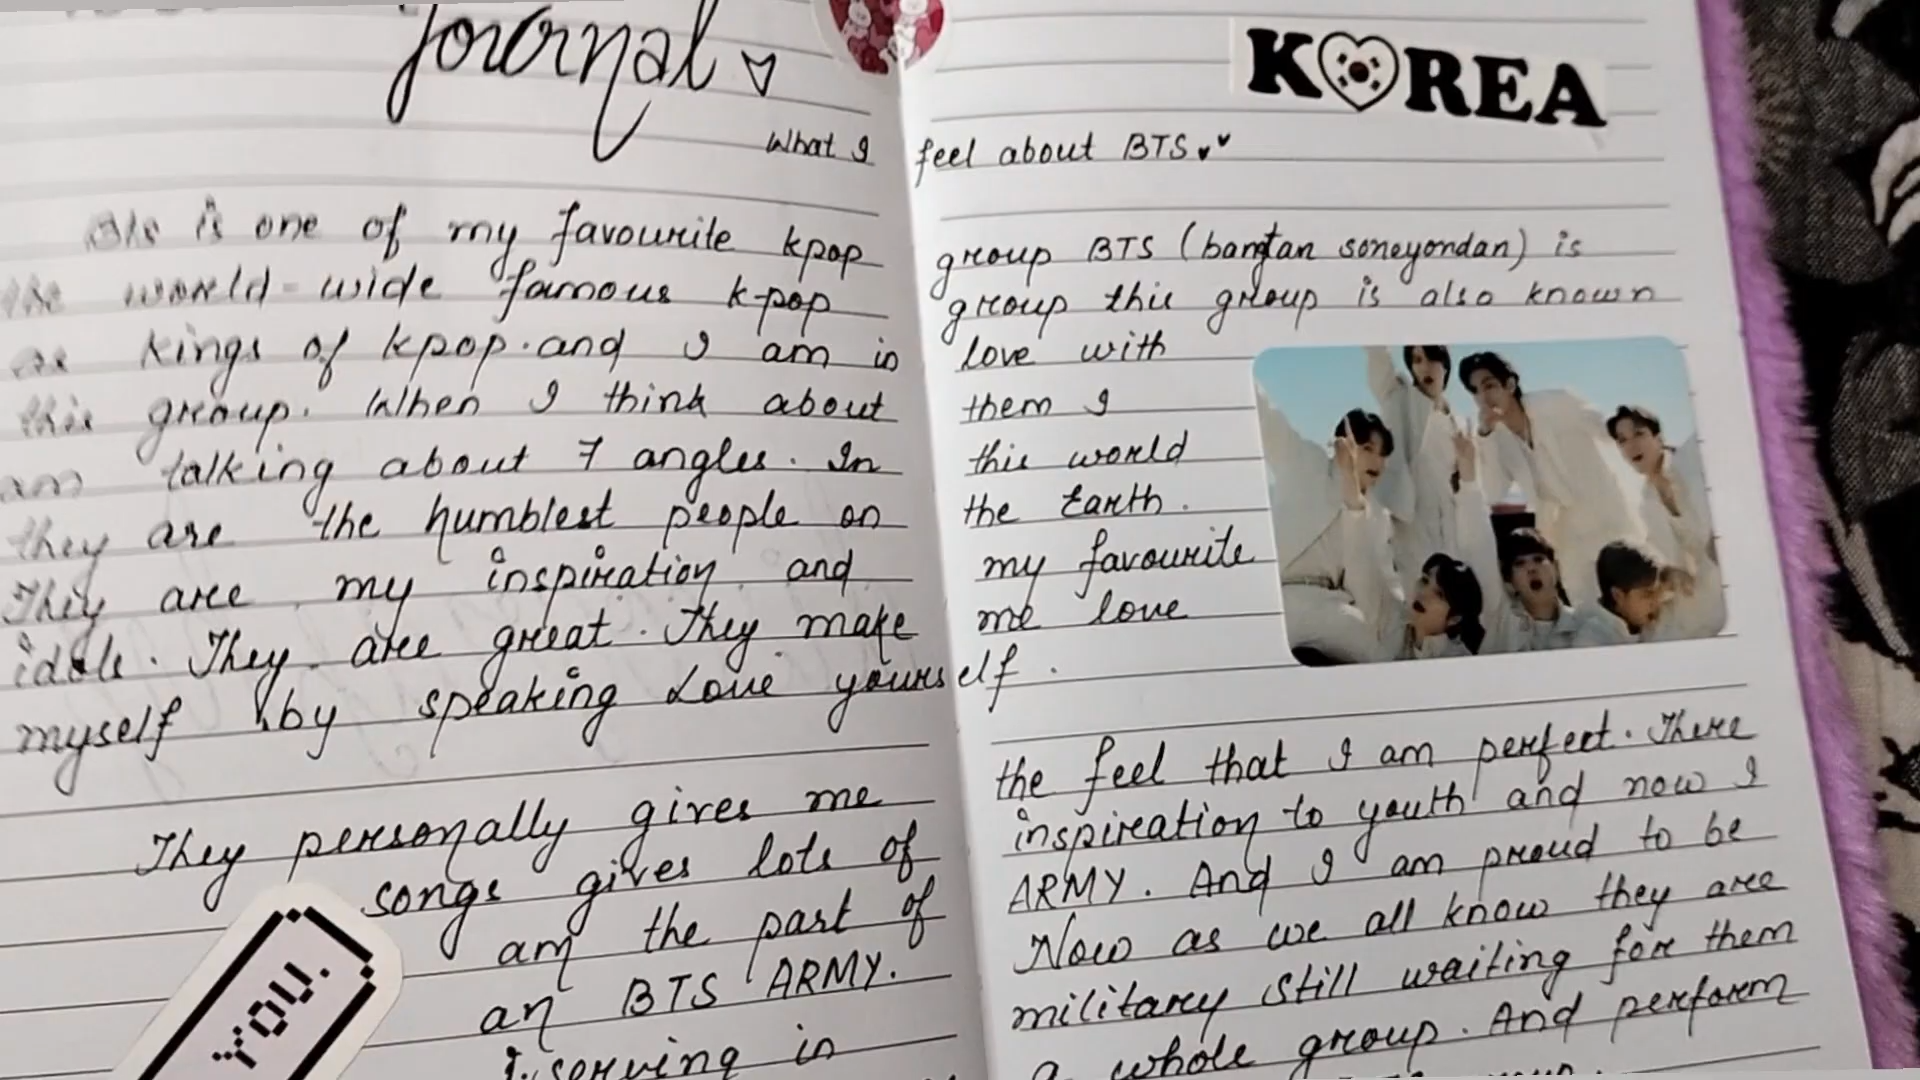 Journal
KOREA
What I feel about BTS
Bts is one of my favourite kpop group BTS (bangtan soneyondan) is
the world-wide famous k-pop group this group is also known
as kings of kpop. and I am in love with
this group. When I think about them I
am talking about 7 angles. In this world
they are the humblest people on the Earth.
They are my inspiration and my favourite
idols. They are great. They make me love
myself by speaking Love yourself.
They personally gives me the feel that I am perfect. There
songs gives lots of inspiration to youth and now I
am the part of ARMY. And I am proud to be
an BTS ARMY. Now as we all know they are
serving in military still waiting for them
a whole group. And perform
YOU.